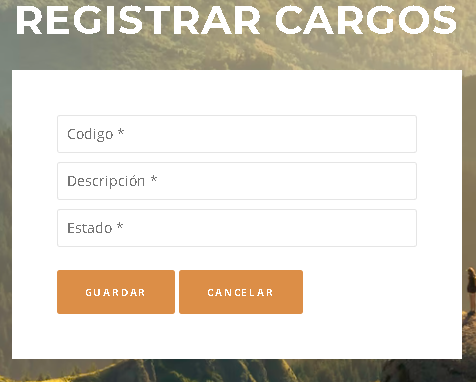 REGISTRAR CARGOS
Codigo *
Descripción *
Estado *
GUARDAR CANCELAR